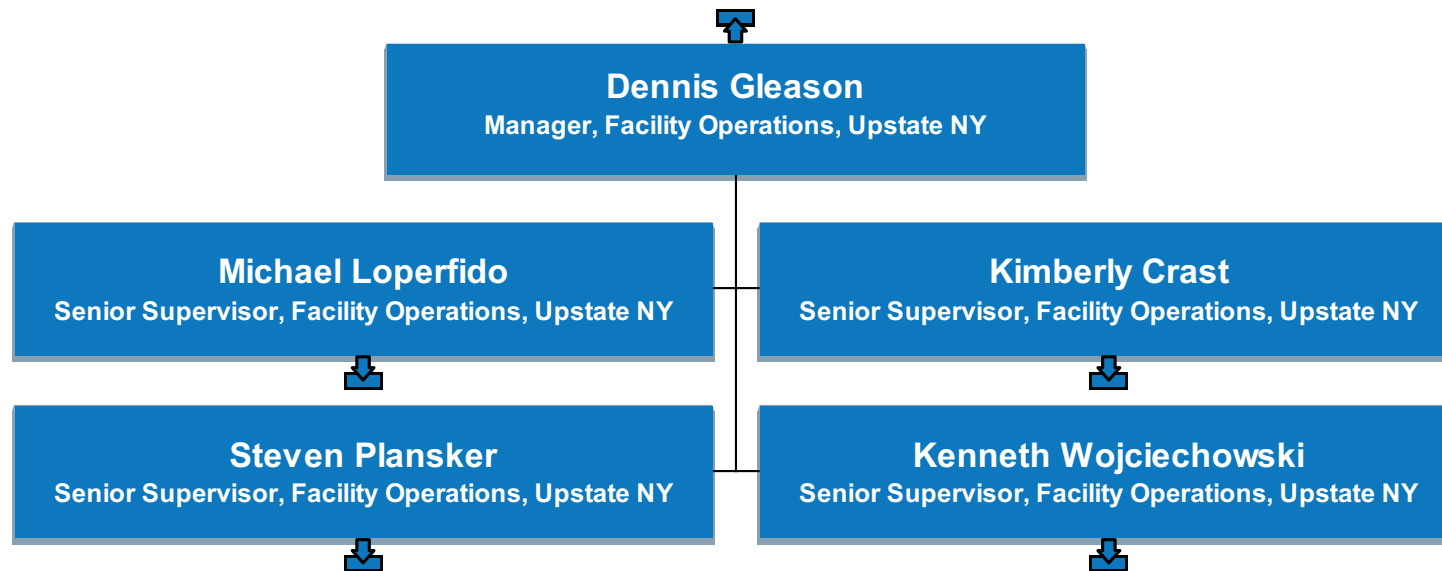 Dennis Gleason
Manager, Facility Operations, Upstate NY
Michael Loperfido
Senior Supervisor, Facility Operations, Upstate NY
Kimberly Crast
Senior Supervisor, Facility Operations, Upstate NY
Steven Plansker
Senior Supervisor, Facility Operations, Upstate NY
Kenneth Wojciechowski
Senior Supervisor, Facility Operations, Upstate NY